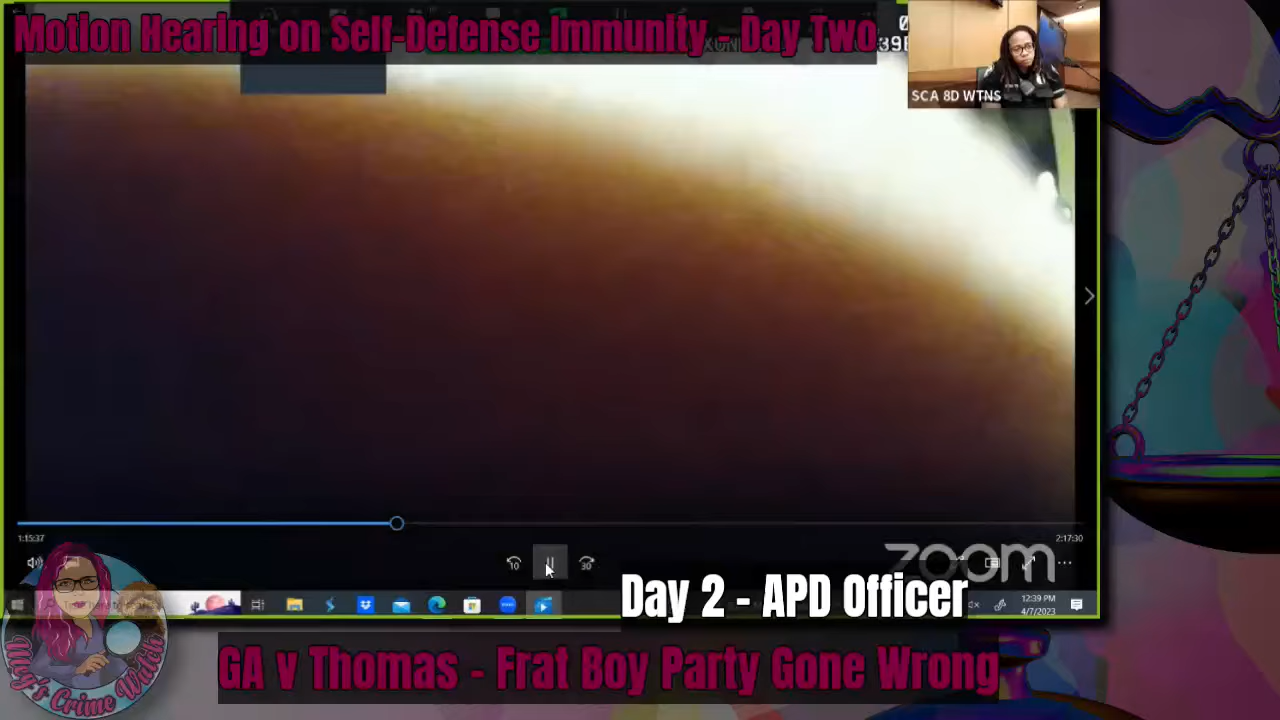 Motion Hearing on Self-Defense Immunity - Day Two
SCA 8D WTNS
1:15:37
2:17:30
10
30
zoom
Day 2 - APD Officer
12:39 PM
4/7/2023
GA v Thomas - Frat Boy Party Gone Wrong
Meg's Crime Watch